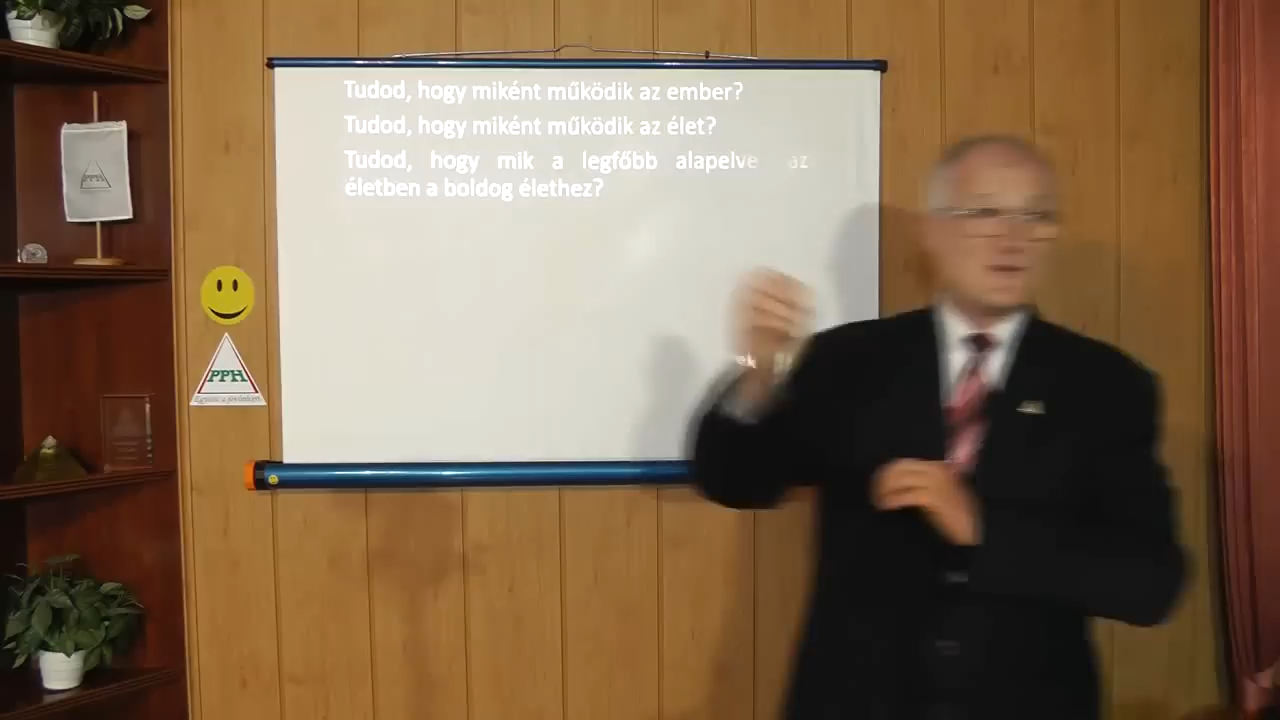 Tudod, hogy miként működik az ember?
Tudod, hogy miként működik az élet?
Tudod, hogy mik a legfőbb alapelve az
életben a boldog élethez?
PPH